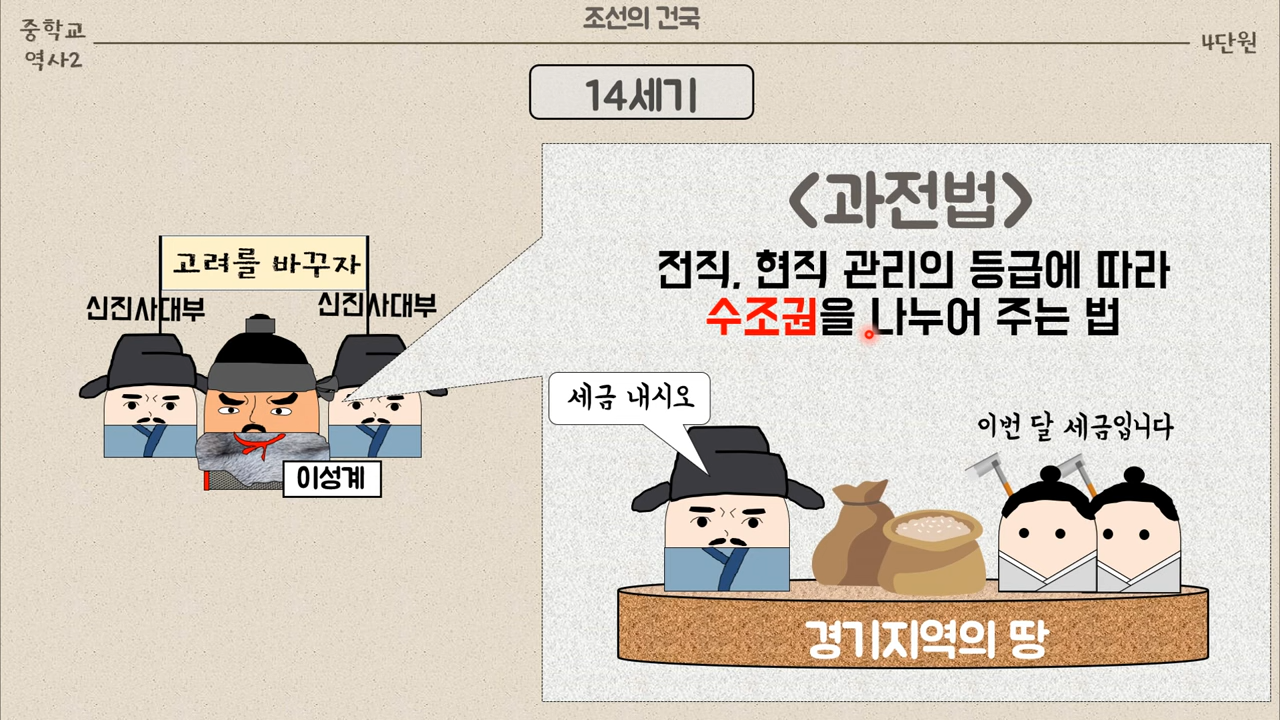 중학교
역사2
조선의 건국
4단원
14세기
<과전법>
전직, 현직 관리의 등급에 따라
수조권을 나누어 주는 법
고려를 바꾸자
신진사대부
신진사대부
이성계
세금 내시오
이번 달 세금입니다
경기지역의 땅